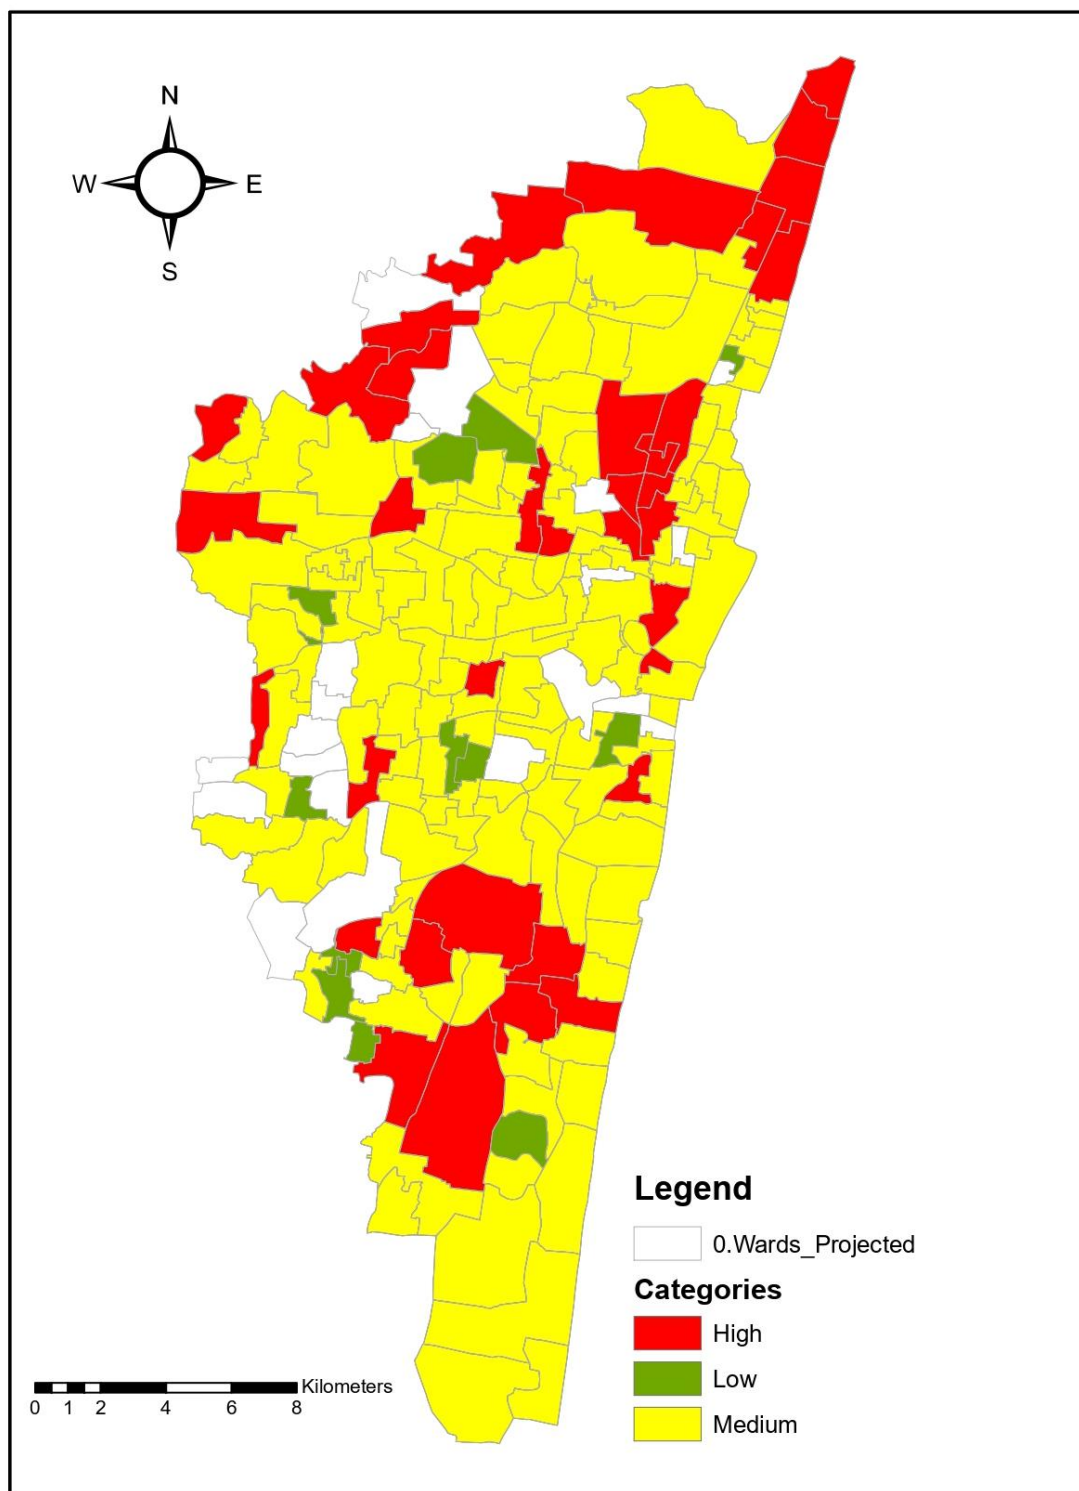 N
W E
S
Legend
0.Wards_Projected
Categories
High
Low
Medium
Kilometers
0 1 2 4 6 8